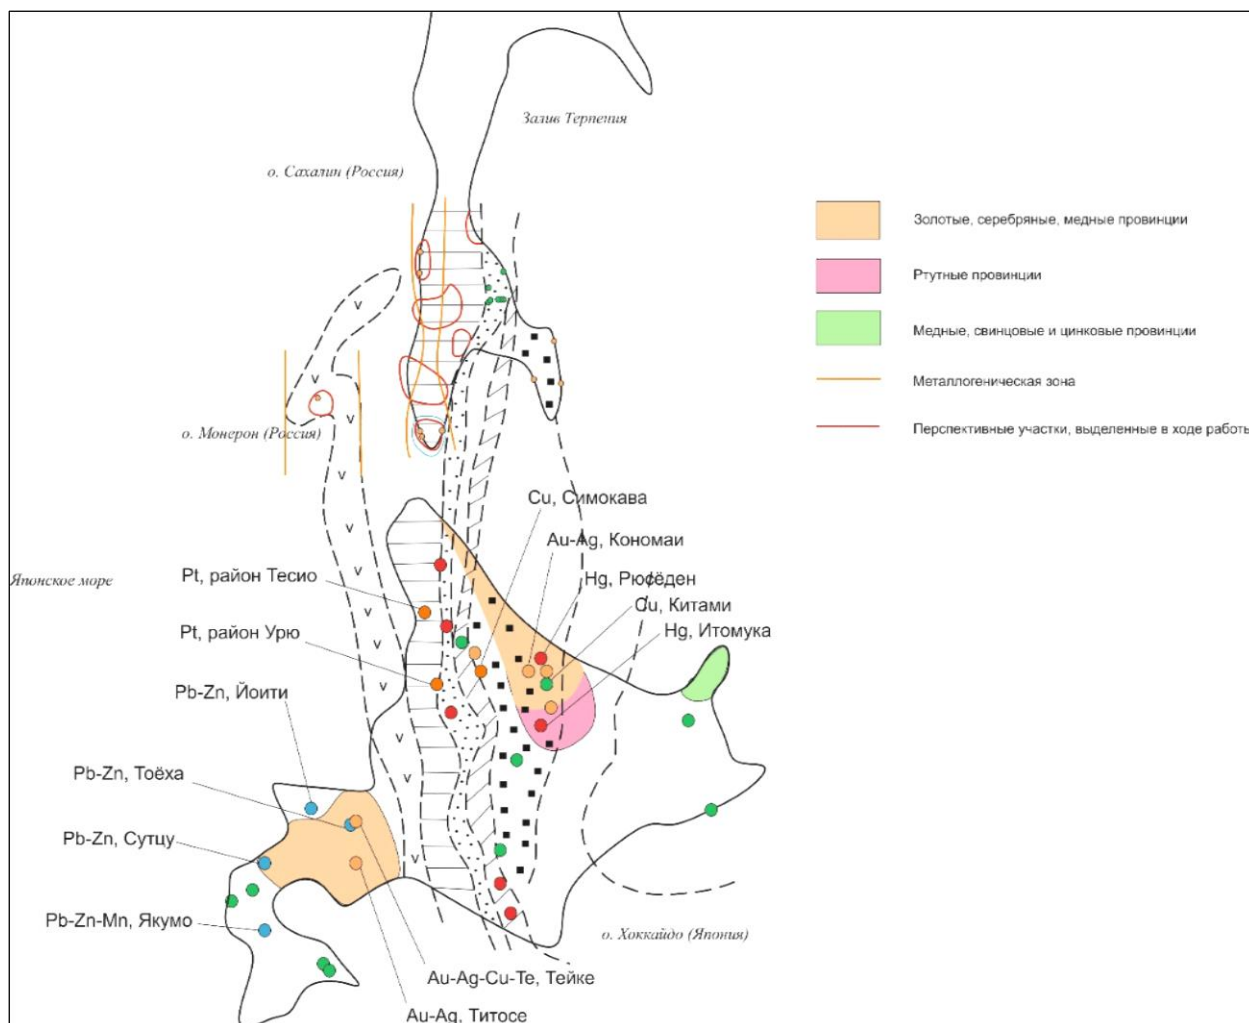 Залив Терпения
о. Сахалин (Россия)
Золотые, серебряные, медные провинции
Ртутные провинции
Медные, свинцовые и цинковые провинции
Металлогеническая зона
Перспективные участки, выделенные в ходе работы
о. Монерон (Россия)
v
v
v
v
v
v
v
v
v
v
v
Cu, Симокава
Au-Ag, Кономаи
Японское море
Pt, район Тесио
Hg, Рюфёден
Cu, Китами
Pt, район Урю
Hg, Итомука
Pb-Zn, Йоити
Pb-Zn, Тоёха
Pb-Zn, Сутцу
Pb-Zn-Mn, Якумо
о. Хоккайдо (Япония)
Au-Ag-Cu-Te, Тейке
Au-Ag, Титосе